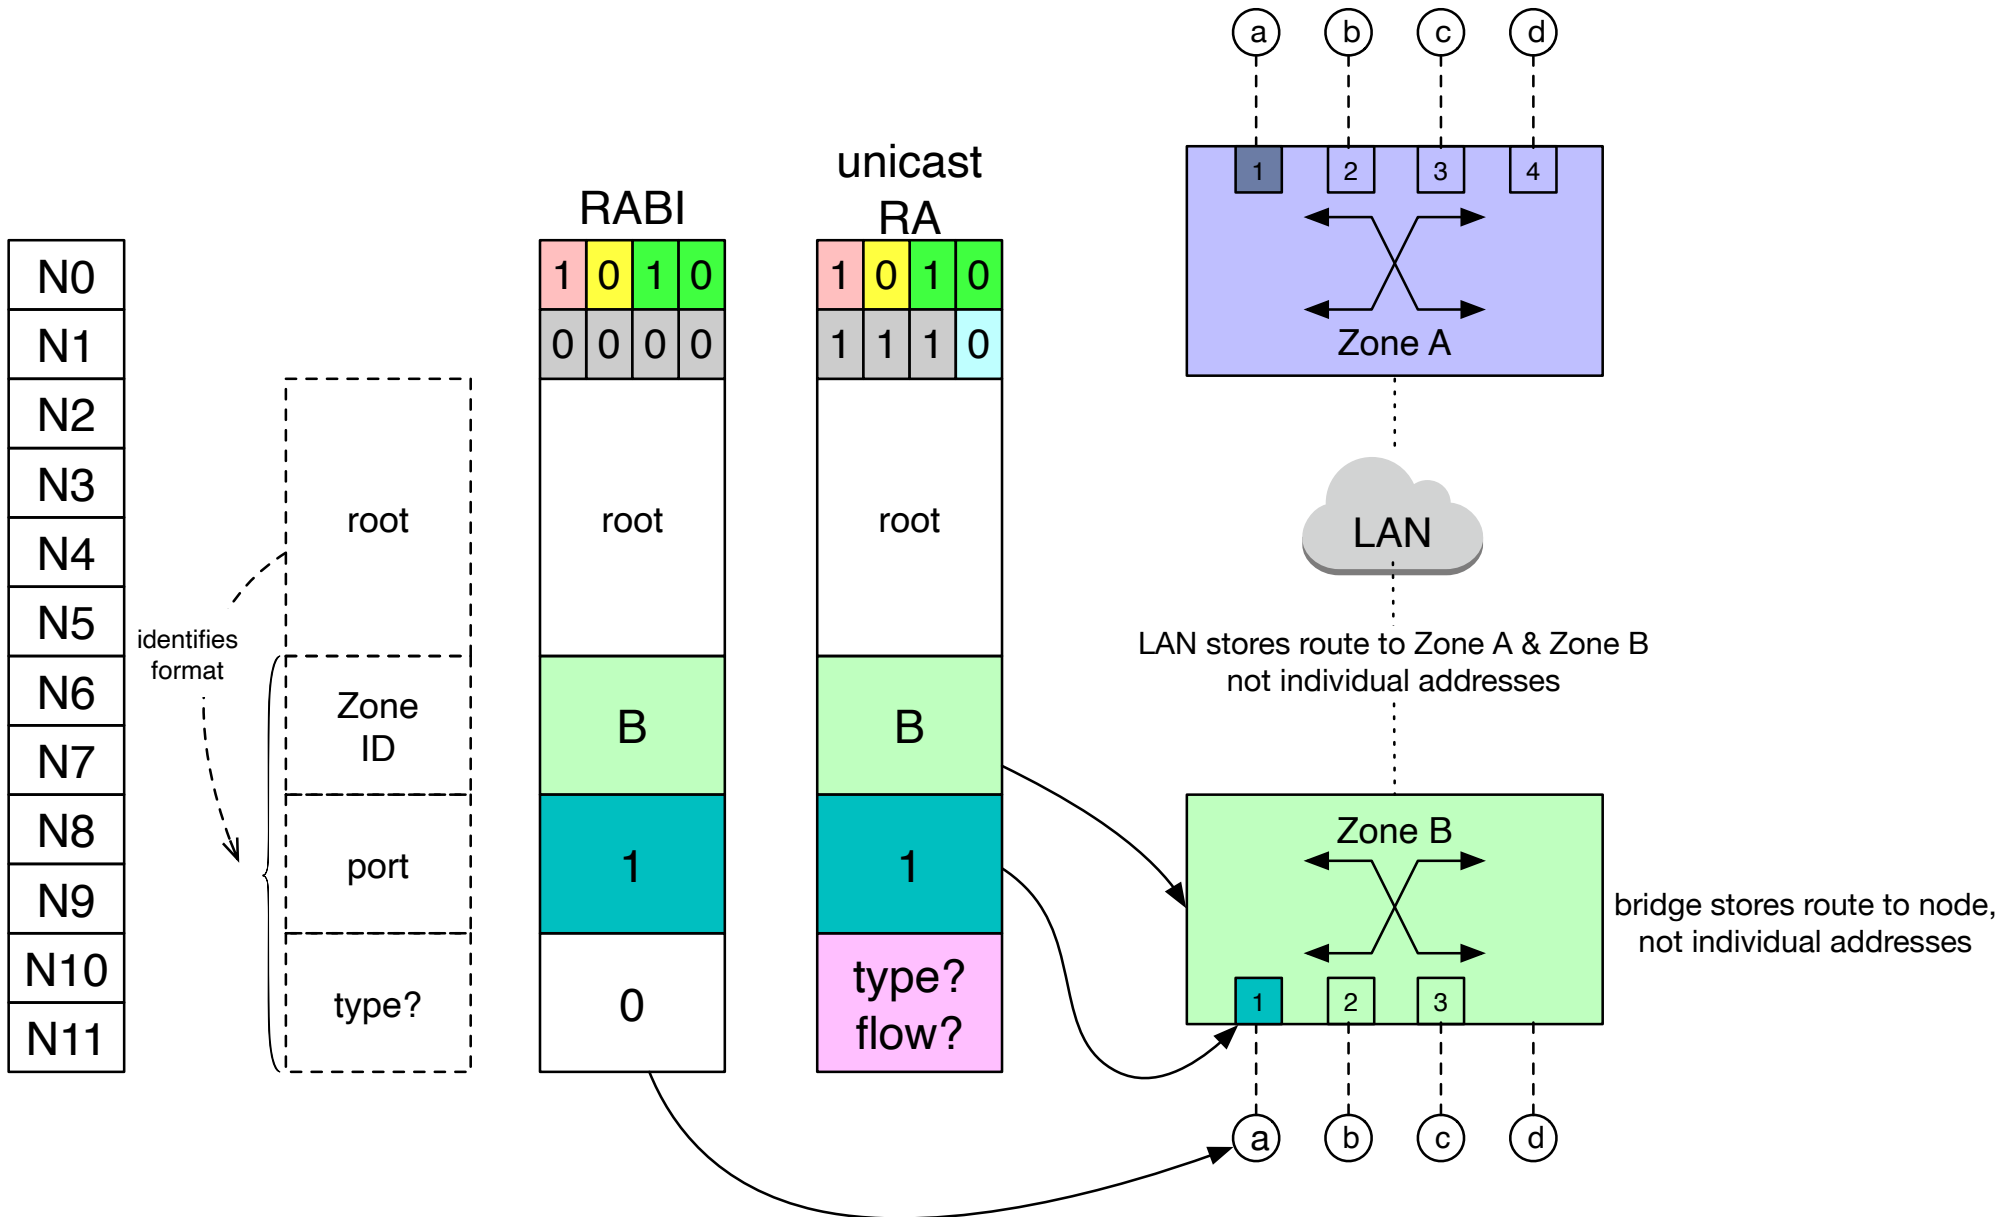 N0
N1
N2
N3
N4
N5
N6
N7
N8
N9
N10
N11
identifies
format
root
Zone
ID
port
type?
RABI
1 0 1 0
0 0 0 0
root
B
1
0
unicast
RA
1 0 1 0
1 1 1 0
root
B
1
type?
flow?
a b c d
1 2 3 4
Zone A
LAN
LAN stores route to Zone A & Zone B
not individual addresses
Zone B
1 2 3
a b c d
bridge stores route to node,
not individual addresses